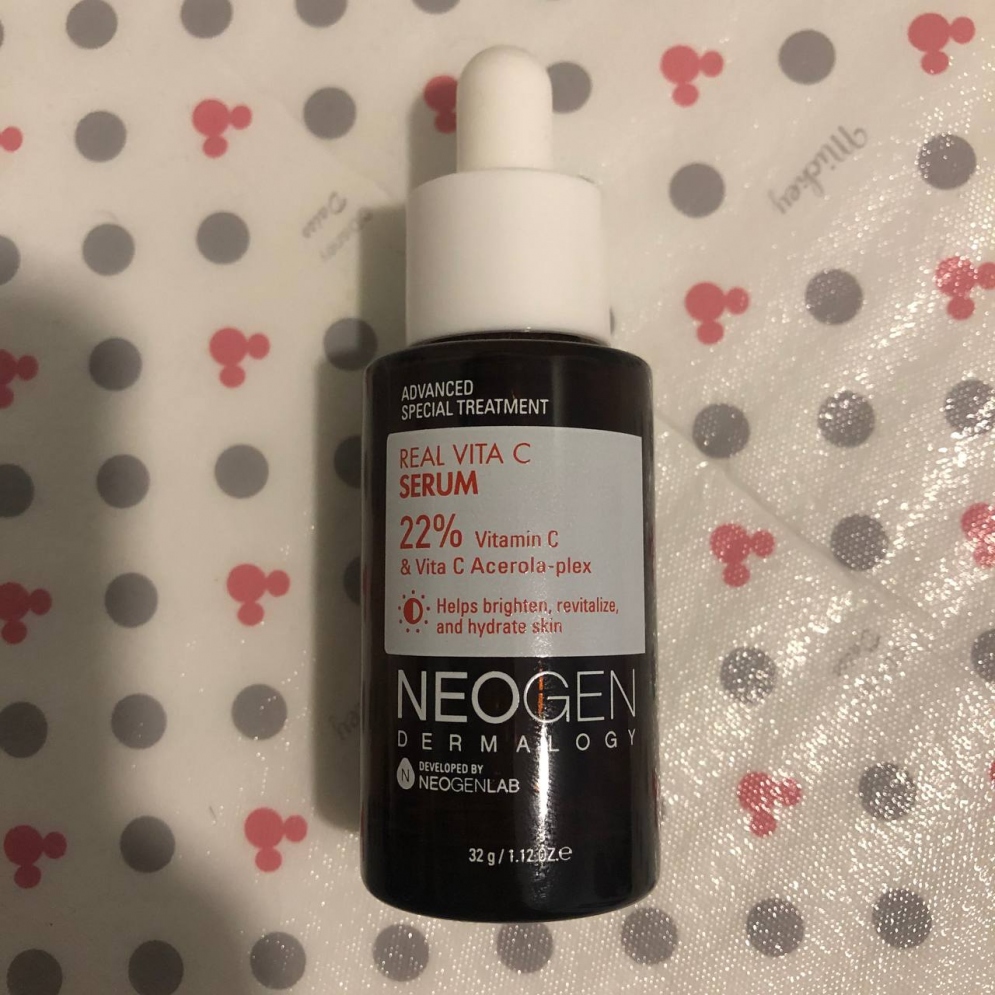 Mickey
ADVANCED
SPECIAL TREATMENT
REAL VITA C
SERUM
22% Vitamin C
& Vita C Acerola-plex
Helps brighten, revitalize,
and hydrate skin
NEOGEN
DERMALOGY
N
DEVELOPED BY
NEOGENLAB
32 g / 1.12 OZ.e